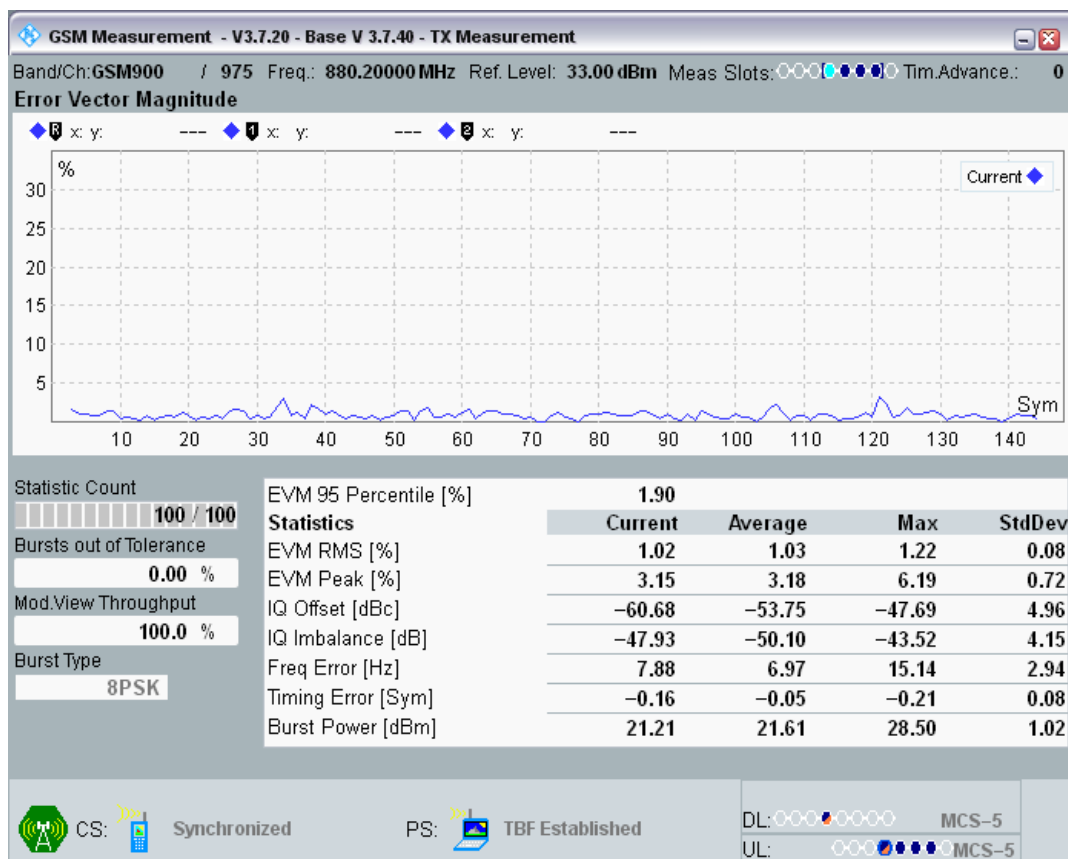 GSM Measurement - V3.7.20 - Base V 3.7.40 - TX Measurement
Band/Ch:GSM900 / 975 Freq.: 880.20000 MHz Ref. Level: 33.00 dBm Meas Slots: Tim.Advance.: 0
Error Vector Magnitude
R x: y: --- 1 x: y: --- 2 x: y: ---
%
Current
30
25
20
15
10
5
Sym
10 20 30 40 50 60 70 80 90 100 110 120 130 140
Statistic Count
100 / 100
Bursts out of Tolerance
0.00 %
Mod.View Throughput
100.0 %
Burst Type
8PSK
EVM 95 Percentile [%] 1.90
Statistics Current Average Max StdDev
EVM RMS [%] 1.02 1.03 1.22 0.08
EVM Peak [%] 3.15 3.18 6.19 0.72
IQ Offset [dBc] −60.68 −53.75 −47.69 4.96
IQ Imbalance [dB] −47.93 −50.10 −43.52 4.15
Freq Error [Hz] 7.88 6.97 15.14 2.94
Timing Error [Sym] −0.16 −0.05 −0.21 0.08
Burst Power [dBm] 21.21 21.61 28.50 1.02
CS: Synchronized PS: TBF Established
DL: MCS−5
UL: MCS−5